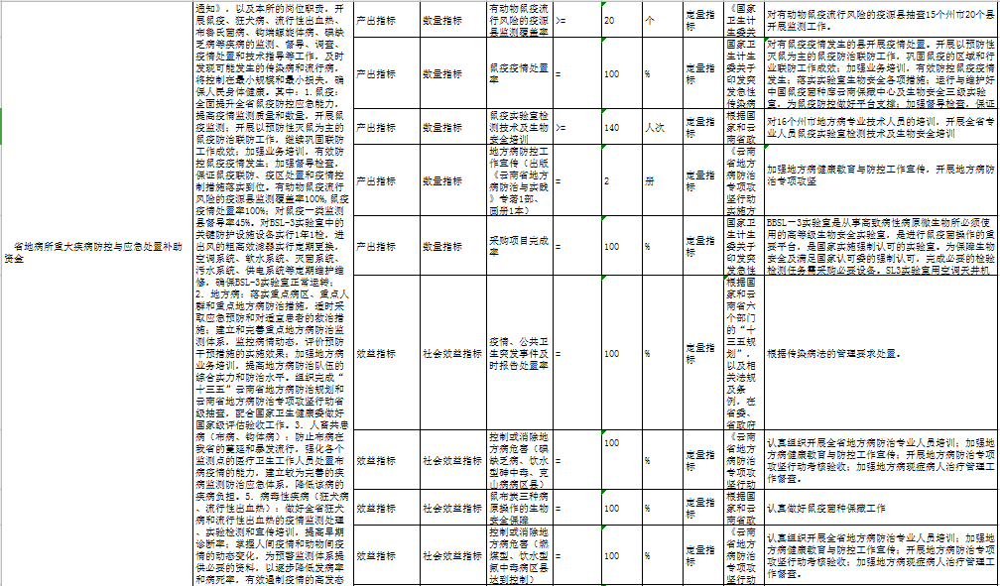 省地病所重大疾病防控与应急处置补助
资金
通知》，以及本所的岗位职责，开
展鼠疫、狂犬病、流行性出血热、
布鲁氏菌病、钩端螺旋体病、碘缺
乏病等疾病的监测、督导、调查、
疫情处置和技术指导等工作，及时
发现可能发生的传染病和流行病，
将控制在最小规模和最小损失，确
保人民身体健康。其中：1.鼠疫：
全面提升全省鼠疫防控应急能力，
提高疫情监测质量和数量，开展鼠
疫监测；开展以预防性灭鼠为主的
鼠疫防治联防工作，继续巩固联防
工作成效；加强业务培训，有效防
控鼠疫疫情发生；加强督导检查，
保证鼠疫联防、疫区处置和疫情控
制措施落实到位。有动物鼠疫流行
风险的疫源县监测覆盖率100%,鼠疫
疫情处置率100%；对鼠疫一类监测
县督导率45%。对BSL-3实验室中的
关键防护设施设备实行1年1检，进
出风的粗高效滤器实行定期更换，
空调系统、软水系统、灭菌系统、
污水系统、供电系统等定期维护维
修，确保BSL-3实验室正常运转；
2. 地方病：落实重点病区、重点人
群和重点地方病防治措施，适时采
取应急预防和对适宜患者的救治措
施；建立和完善重点地方病防治监
测体系，监控病情动态，评价预防
干预措施的实施效果；加强地方病
业务培训，提高地方病防治队伍的
综合实力和防治水平。组织完成“
十三五”云南省地方病防治规划和
云南省地方病防治专项攻坚行动省
级抽查，配合国家卫生健康委做好
国家级评估验收工作。3. 人畜共患
病（布病、钩体病）：防止布病在
我省的蔓延和暴发流行，强化各个
监测点的医疗卫生工作人员处置布
病疫情的能力，建立较为完善的疾
病监测防治应急体系，降低该病的
疾病负担。5. 病毒性疾病（狂犬病
、流行性出血热）：做好全省狂犬
病和流行性出血热的疫情监测处理
、实验检测和宣传培训，提高早期
诊断率；掌握人间疫情和动物间疫
情的动态变化，为预警监测体系提
供必要的资料，以逐步降低发病率
和病死率，有效遏制疫情的高发态
产出指标
数量指标
有动物鼠疫流
行风险的疫源
县监测覆盖率
>=
20
个
定量指
标
《国家
卫生计
生委关
对有动物鼠疫流行风险的疫源县抽查15个州市20个县
开展监测工作。
产出指标
数量指标
鼠疫疫情处置
率
=
100
%
定量指
标
国家卫
生计生
委关于
印发突
发急性
传染病
对有鼠疫疫情发生的县开展疫情处置。开展以预防性
灭鼠为主的鼠疫防治联防工作，巩固鼠疫的区域和行
业联防工作成效；加强业务培训，有效防控鼠疫疫情
发生；落实实验室生物安全各项措施；运行与维护好
中国鼠疫菌种库云南保藏中心及生物安全三级实验
室，为鼠疫防控做好平台支撑；加强督导检查，保证
产出指标
数量指标
鼠疫实验室检
测技术及生物
安全培训
>=
140
人次
定量指
标
根据国
家和云
南省政
对16个州市地方病专业技术人员的培训，开展全省专
业人员鼠疫实验室检测技术及生物安全培训
产出指标
数量指标
地方病防控工
作宣传（出版
《云南省地方
病防治与实践
》专著1部、
画册1本）
=
2
册
定量指
标
《云南
省地方
病防治
专项攻
坚行动
实施方
加强地方病健康教育与防控工作宣传，开展地方病防
治专项攻坚
产出指标
数量指标
采购项目完成
率
=
100
%
定量指
标
国家卫
生计生
委关于
印发突
发急性
BBSL-3实验室是从事高致病性病原微生物所必须使
用的高等级生物安全实验室，是进行鼠疫菌操作的重
要平台，是国家实施强制认可的实验室。为保障生物
安全及满足国家认可委的强制认可，完成必要的检验
检测任务需采购必要设备。SL3实验室用空调天井机
效益指标
社会效益指标
疫情、公共卫
生突发事件及
时报告处置率
=
100
%
定量指
标
根据国
家和云
南省六
个部门
的“十
三五规
划”，
以及相
关法规
及条
例，在
省委、
省政府
根据传染病法的管理要求处置。
效益指标
社会效益指标
控制或消除地
方病危害（碘
缺乏病、饮水
型砷中毒、克
山病病区县）
=
100
%
定量指
标
《云南
省地方
病防治
专项攻
坚行动
认真组织开展全省地方病防治专业人员培训；加强地
方病健康教育与防控工作宣传；开展地方病防治专项
攻坚行动考核验收；加强地方病现症病人治疗管理工
作督查。
效益指标
社会效益指标
鼠布炭三种病
原操作的生物
安全保障
=
100
%
定量指
标
根据国
家和云
南省政
认真做好鼠疫菌种保藏工作
效益指标
社会效益指标
控制或消除地
方病危害（燃
煤型、饮水型
氟中毒病区县
达到控制）
=
100
%
定量指
标
《云南
省地方
病防治
专项攻
坚行动
认真组织开展全省地方病防治专业人员培训；加强地
方病健康教育与防控工作宣传；开展地方病防治专项
攻坚行动考核验收；加强地方病现症病人治疗管理工
作督查。